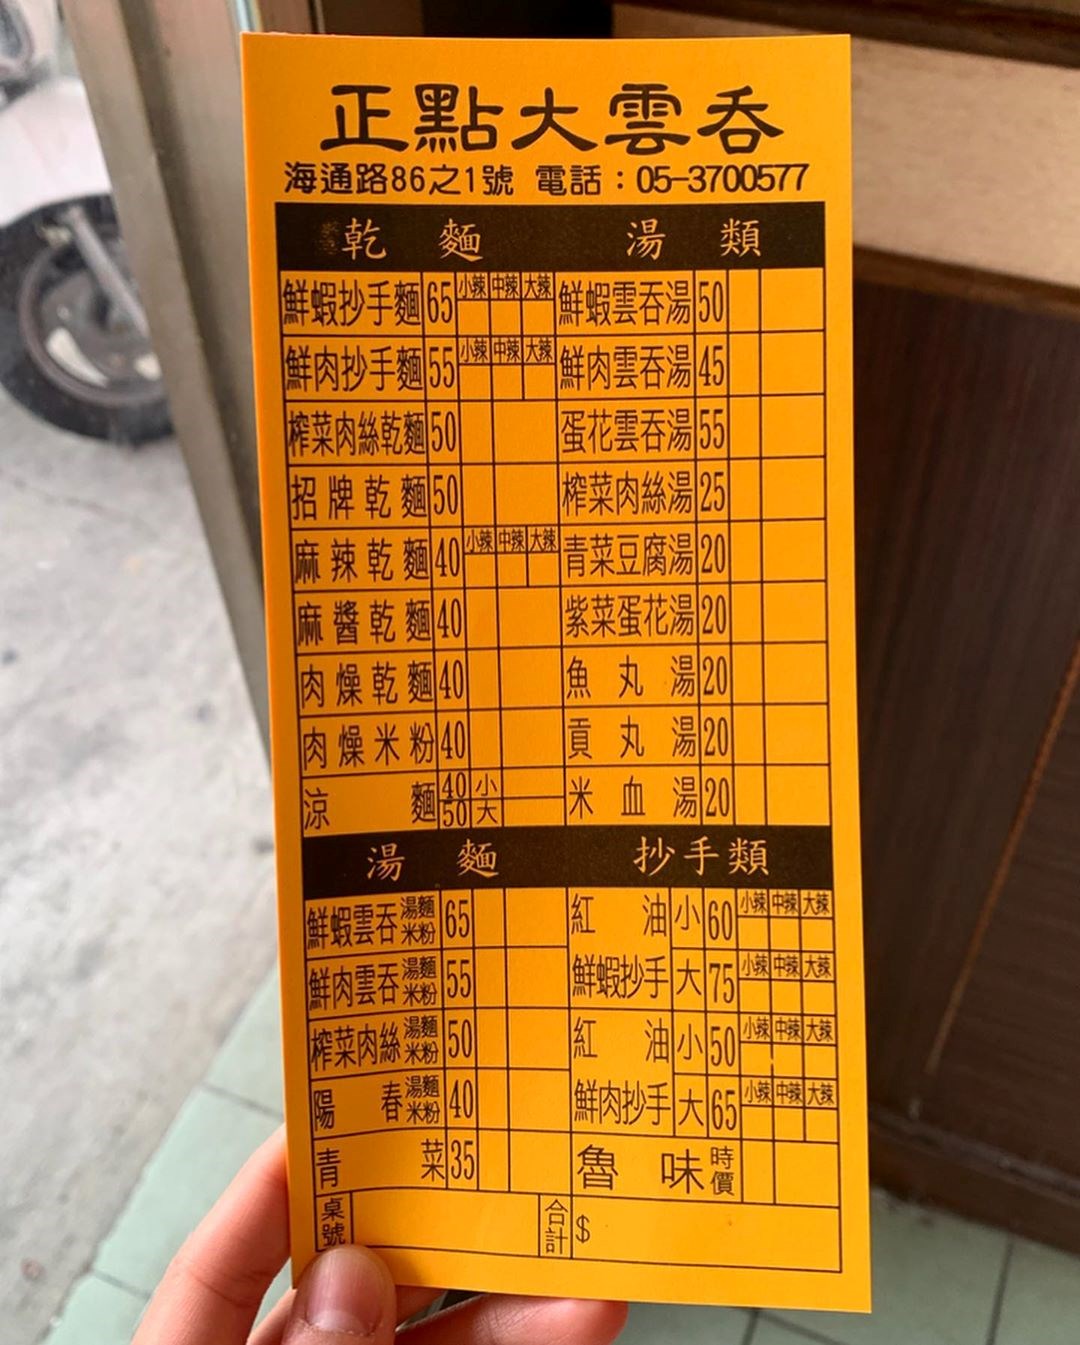 正點大雲呑
海通路86之1號 電話：05-3700577
乾麵 湯類
鮮蝦抄手麵 65 小辣 中辣 大辣 鮮蝦雲吞湯 50
鮮肉抄手麵 55 小辣 中辣 大辣 鮮肉雲吞湯 45
榨菜肉絲乾麵 50 蛋花雲吞湯 55
招牌乾麵 50 榨菜肉絲湯 25
麻辣乾麵 40 小辣 中辣 大辣 青菜豆腐湯 20
麻醬乾麵 40 紫菜蛋花湯 20
肉燥乾麵 40 魚丸湯 20
肉燥米粉 40 貢丸湯 20
涼麵 40 小 50 大 米血湯 20
湯麵 抄手類
鮮蝦雲吞 湯麵 米粉 65 紅油 小 60 小辣 中辣 大辣
鮮肉雲吞 湯麵 米粉 55 鮮蝦抄手 大 75 小辣 中辣 大辣
榨菜肉絲 湯麵 米粉 50 紅油 小 50 小辣 中辣 大辣
陽春 湯麵 米粉 40 鮮肉抄手 大 65 小辣 中辣 大辣
青菜 35 魯味 時價
桌號 合計 $